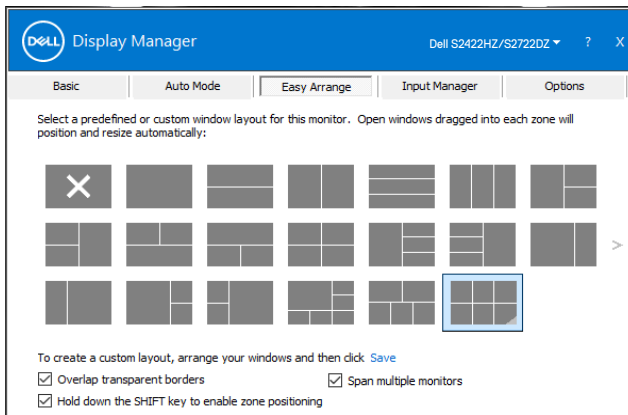 DELL Display Manager Dell S2422HZ/S2722DZ ? X
Basic Auto Mode Easy Arrange Input Manager Options
Select a predefined or custom window layout for this monitor. Open windows dragged into each zone will
position and resize automatically:
To create a custom layout, arrange your windows and then click Save
Overlap transparent borders Span multiple monitors
Hold down the SHIFT key to enable zone positioning